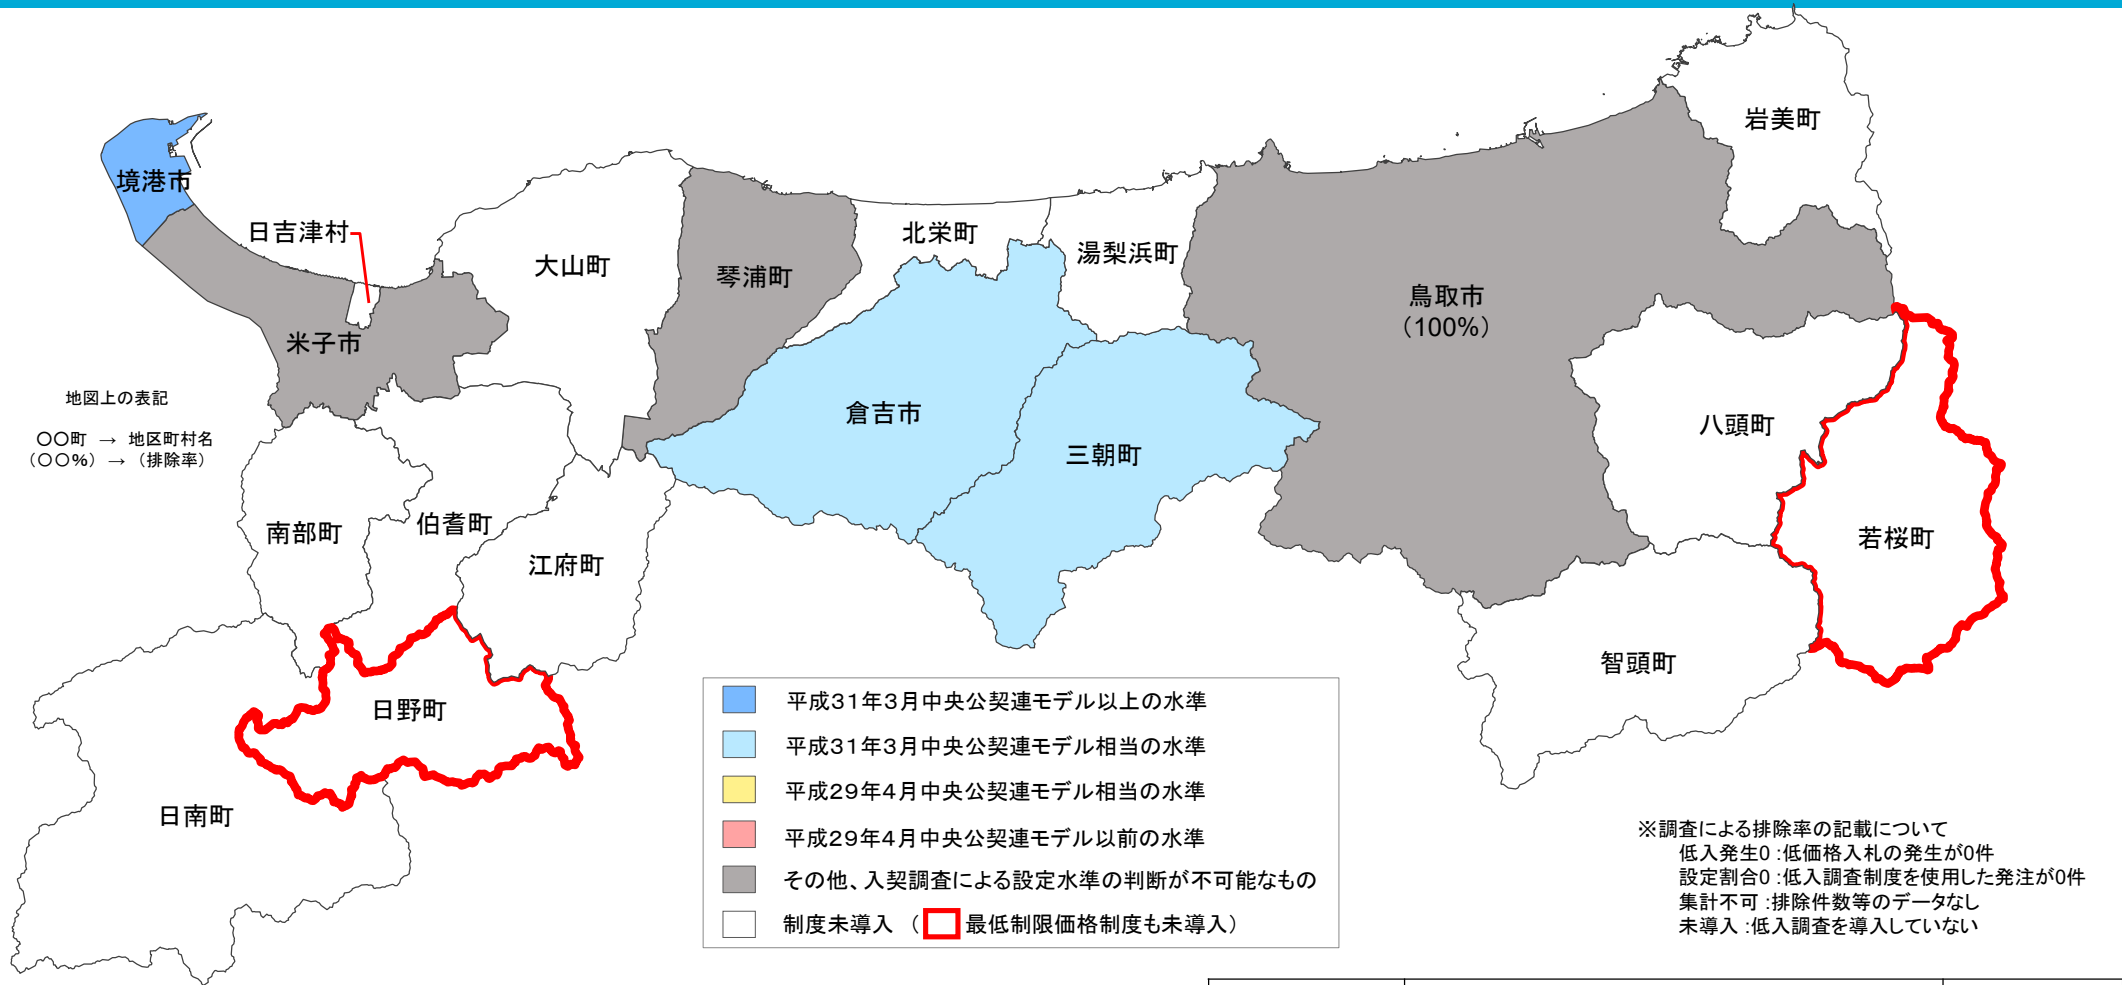 岩美町
境港市
日吉津村
北栄町
湯梨浜町
大山町
琴浦町
鳥取市
(100%)
米子市
地図上の表記
〇〇町 → 地区町村名
(〇〇%) → (排除率)
倉吉市
八頭町
三朝町
南部町
伯耆町
若桜町
江府町
智頭町
日野町
日南町
平成31年3月中央公契連モデル以上の水準
平成31年3月中央公契連モデル相当の水準
平成29年4月中央公契連モデル相当の水準
平成29年4月中央公契連モデル以前の水準
その他、入契調査による設定水準の判断が不可能なもの
制度未導入 ( 最低制限価格制度も未導入)
※調査による排除率の記載について
低入発生0:低価格入札の発生が0件
設定割合0:低入調査制度を使用した発注が0件
集計不可:排除件数等のデータなし
未導入:低入調査を導入していない